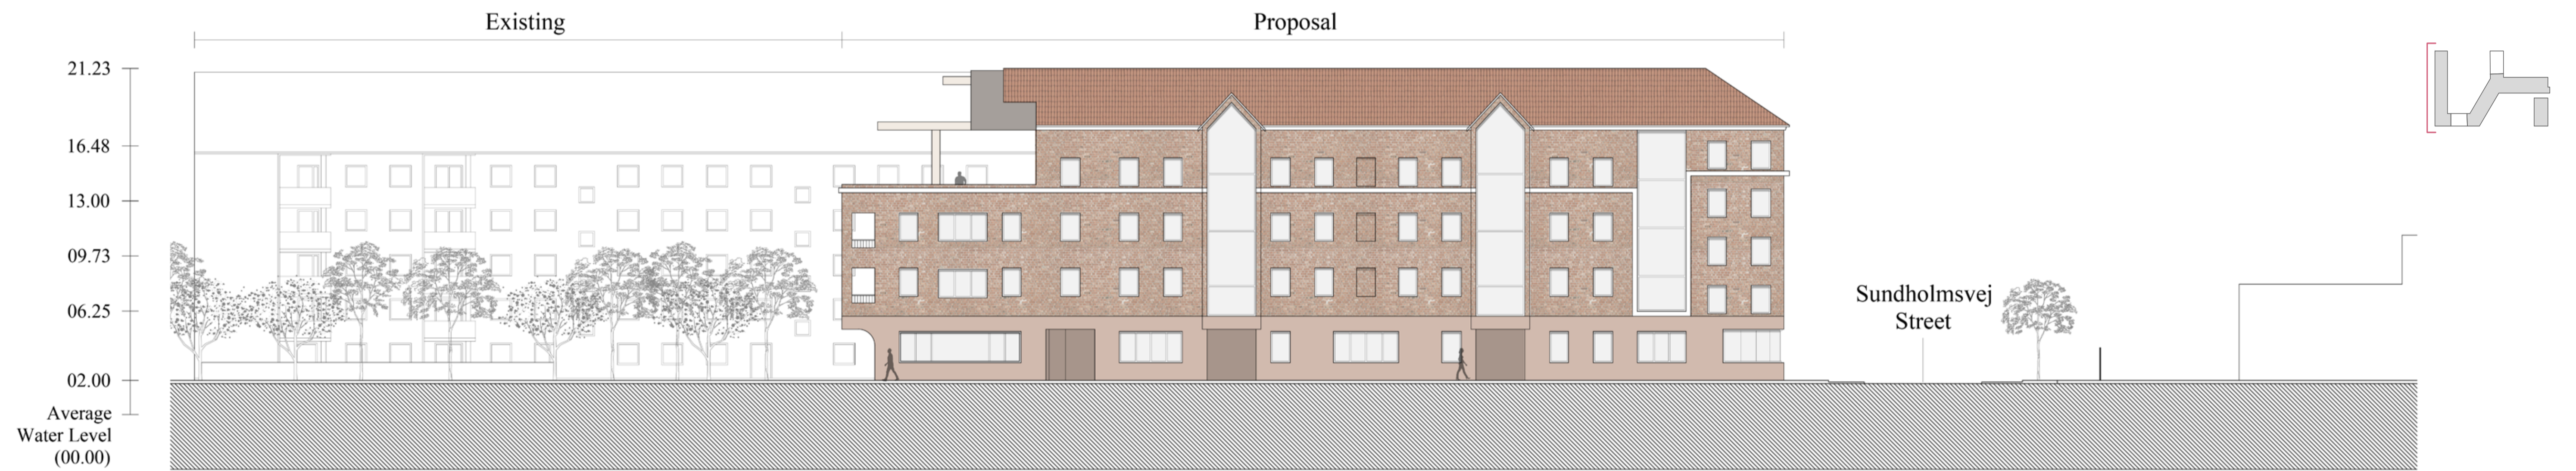 Existing
Proposal
21.23
16.48
13.00
09.73
06.25
02.00
Average
Water Level
(00.00)
Sundholmsvej
Street